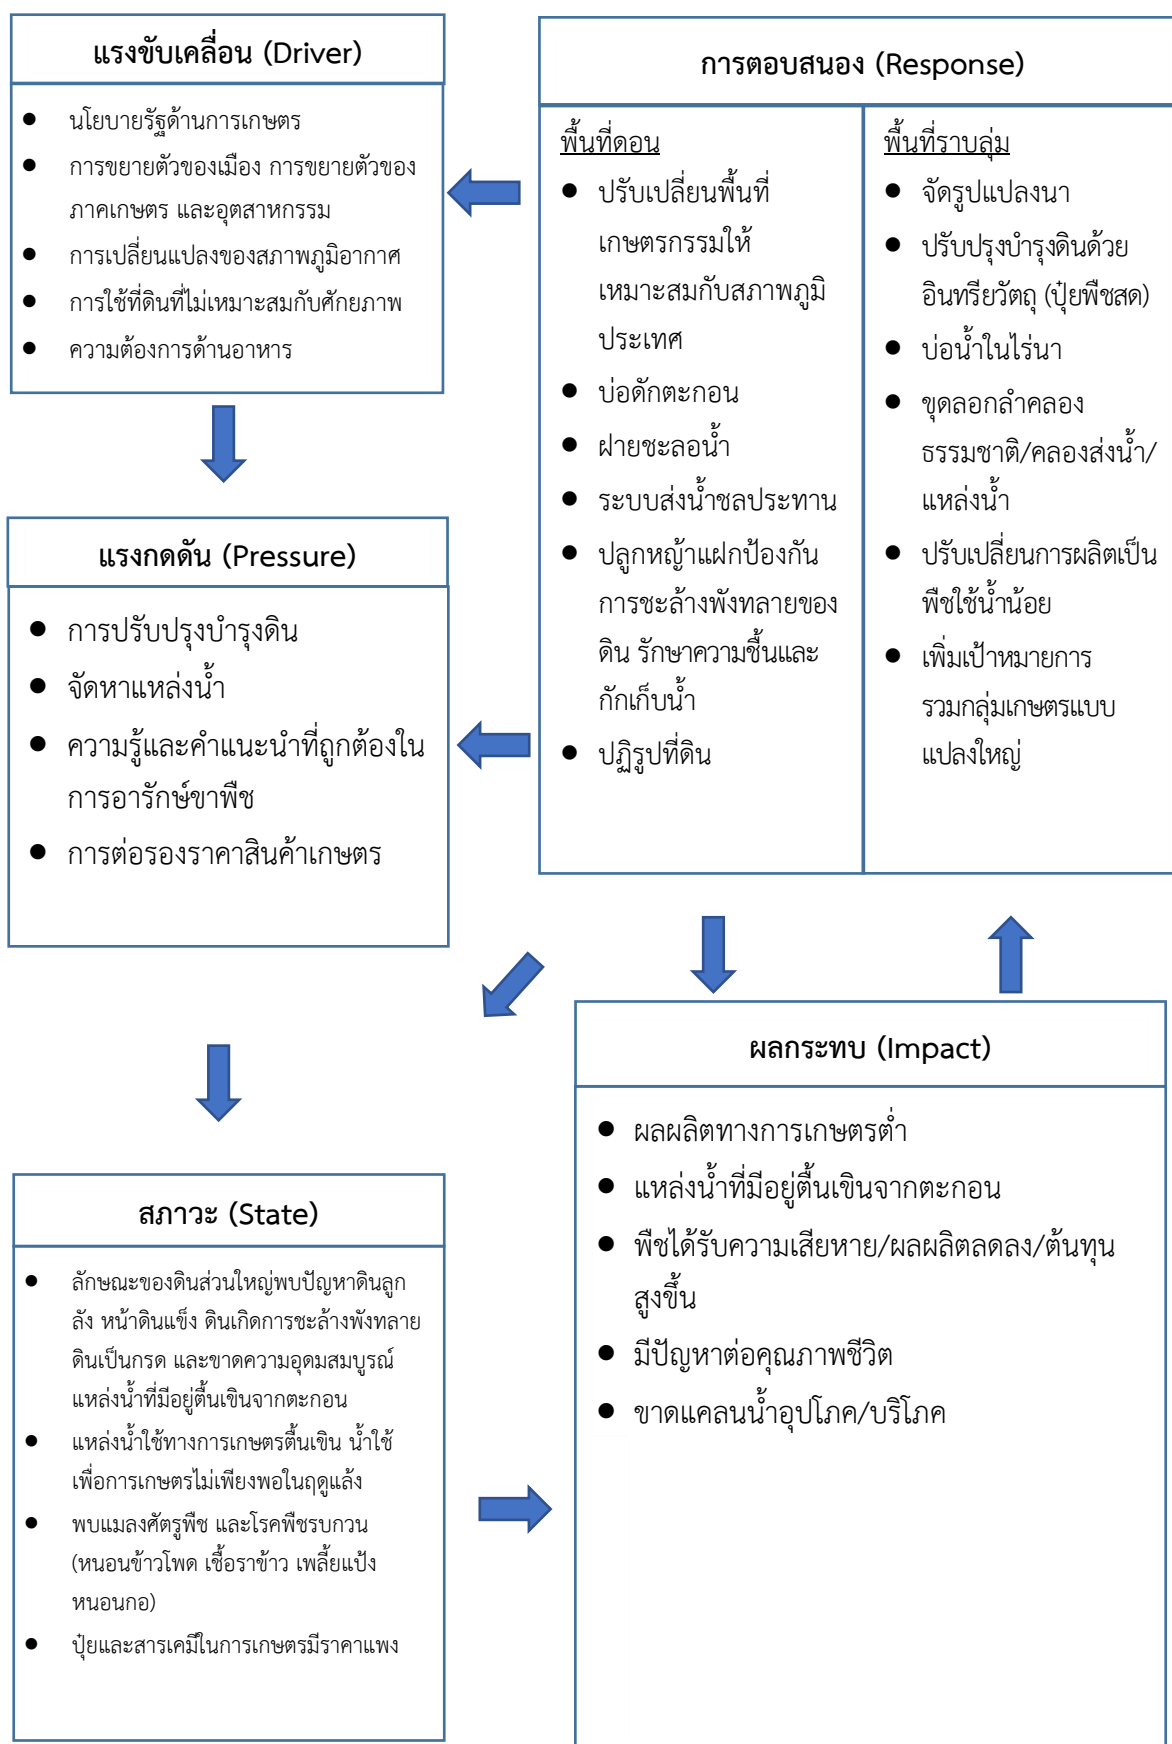 แรงขับเคลื่อน (Driver)
● นโยบายรัฐด้านการเกษตร
● การขยายตัวของเมือง การขยายตัวของ
ภาคเกษตร และอุตสาหกรรม
● การเปลี่ยนแปลงของสภาพภูมิอากาศ
● การใช้ที่ดินที่ไม่เหมาะสมกับศักยภาพ
● ความต้องการด้านอาหาร
แรงกดดัน (Pressure)
● การปรับปรุงบำรุงดิน
● จัดหาแหล่งน้ำ
● ความรู้และคำแนะนำที่ถูกต้องใน
การอารักษ์ขาพืช
● การต่อรองราคาสินค้าเกษตร
สภาวะ (State)
● ลักษณะของดินส่วนใหญ่พบปัญหาดินลูก
ลัง หน้าดินแข็ง ดินเกิดการชะล้างพังทลาย
ดินเป็นกรด และขาดความอุดมสมบูรณ์
แหล่งน้ำที่มีอยู่ตื้นเขินจากตะกอน
● แหล่งน้ำใช้ทางการเกษตรตื้นเขิน น้ำใช้
เพื่อการเกษตรไม่เพียงพอในฤดูแล้ง
● พบแมลงศัตรูพืช และโรคพืชรบกวน
(หนอนข้าวโพด เชื้อราข้าว เพลี้ยแป้ง
หนอนกอ)
● ปุ๋ยและสารเคมีในการเกษตรมีราคาแพง
การตอบสนอง (Response)
พื้นที่ดอน
● ปรับเปลี่ยนพื้นที่
เกษตรกรรมให้
เหมาะสมกับสภาพภูมิ
ประเทศ
● บ่อดักตะกอน
● ฝายชะลอน้ำ
● ระบบส่งน้ำชลประทาน
● ปลูกหญ้าแฝกป้องกัน
การชะล้างพังทลายของ
ดิน รักษาความชื้นและ
กักเก็บน้ำ
● ปฏิรูปที่ดิน
พื้นที่ราบลุ่ม
● จัดรูปแปลงนา
● ปรับปรุงบำรุงดินด้วย
อินทรียวัตถุ (ปุ๋ยพืชสด)
● บ่อน้ำในไร่นา
● ขุดลอกลำคลอง
ธรรมชาติ/คลองส่งน้ำ/
แหล่งน้ำ
● ปรับเปลี่ยนการผลิตเป็น
พืชใช้น้ำน้อย
● เพิ่มเป้าหมายการ
รวมกลุ่มเกษตรแบบ
แปลงใหญ่
ผลกระทบ (Impact)
● ผลผลิตทางการเกษตรต่ำ
● แหล่งน้ำที่มีอยู่ตื้นเขินจากตะกอน
● พืชได้รับความเสียหาย/ผลผลิตลดลง/ต้นทุน
สูงขึ้น
● มีปัญหาต่อคุณภาพชีวิต
● ขาดแคลนน้ำอุปโภค/บริโภค